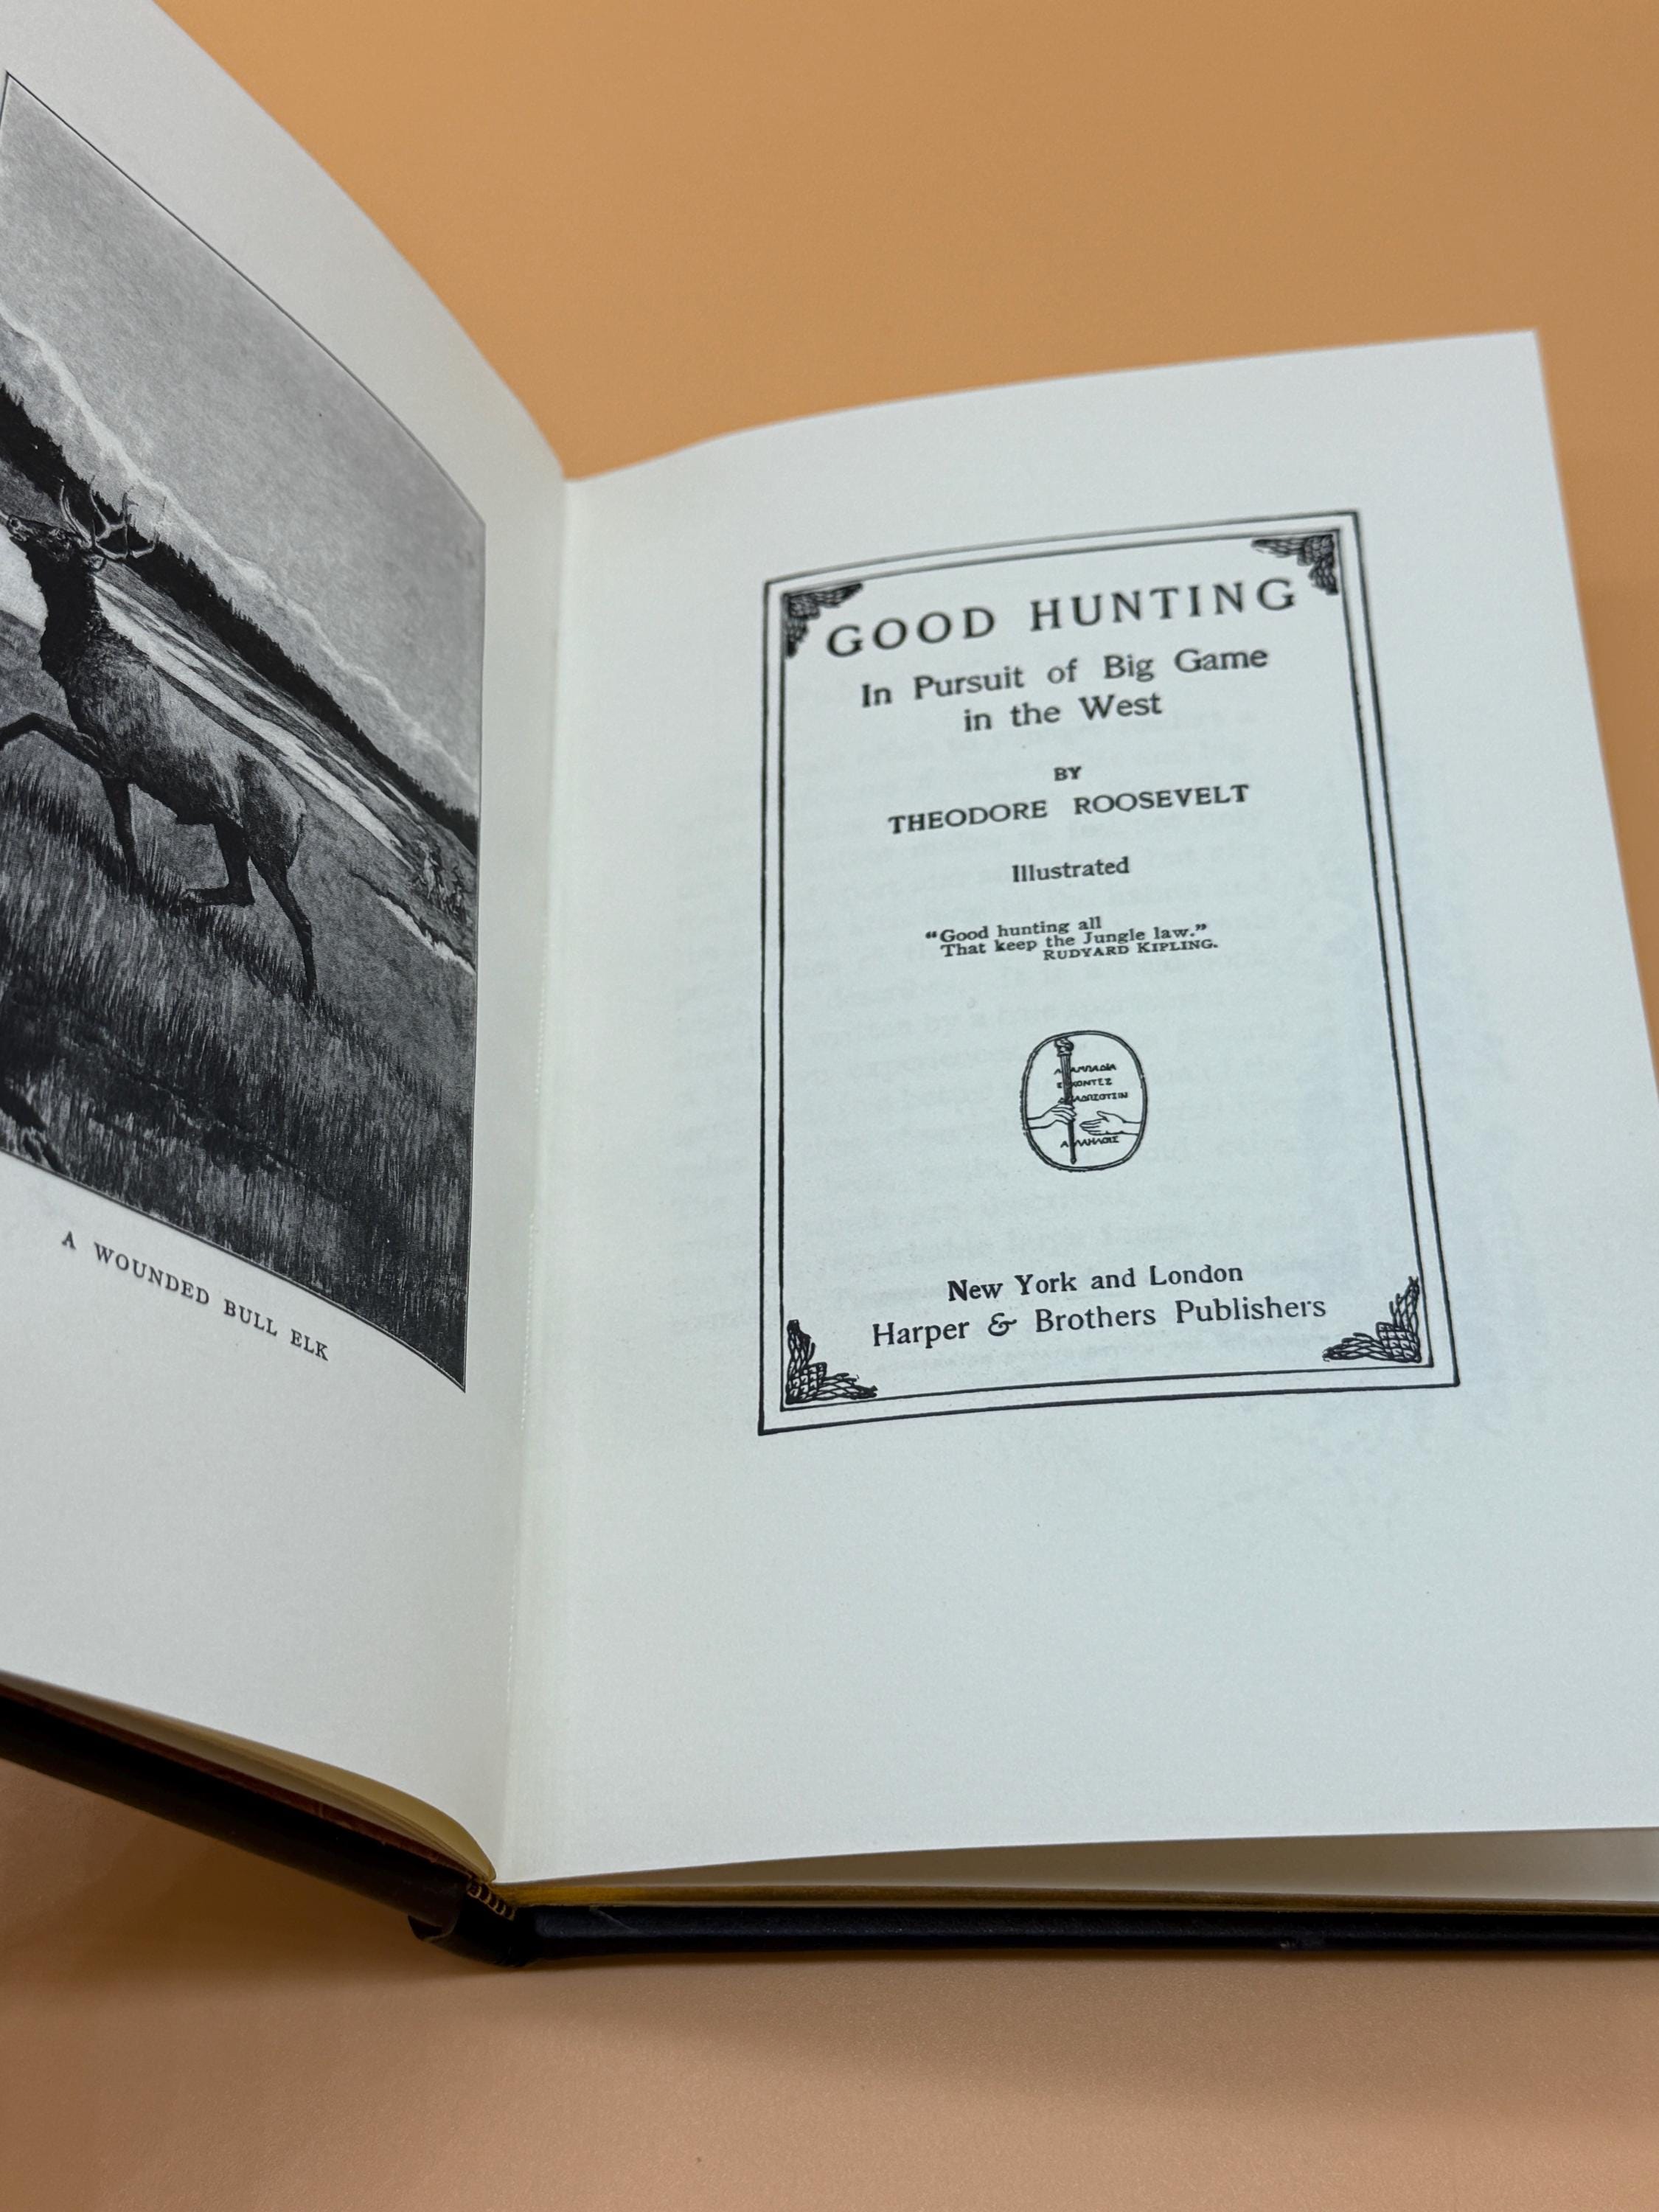 A WOUNDED BULL ELK
GOOD HUNTING
In Pursuit of Big Game
in the West
BY
THEODORE ROOSEVELT
Illustrated
“Good hunting all
That keep the Jungle law.”
RUDYARD KIPLING.
New York and London
Harper & Brothers Publishers